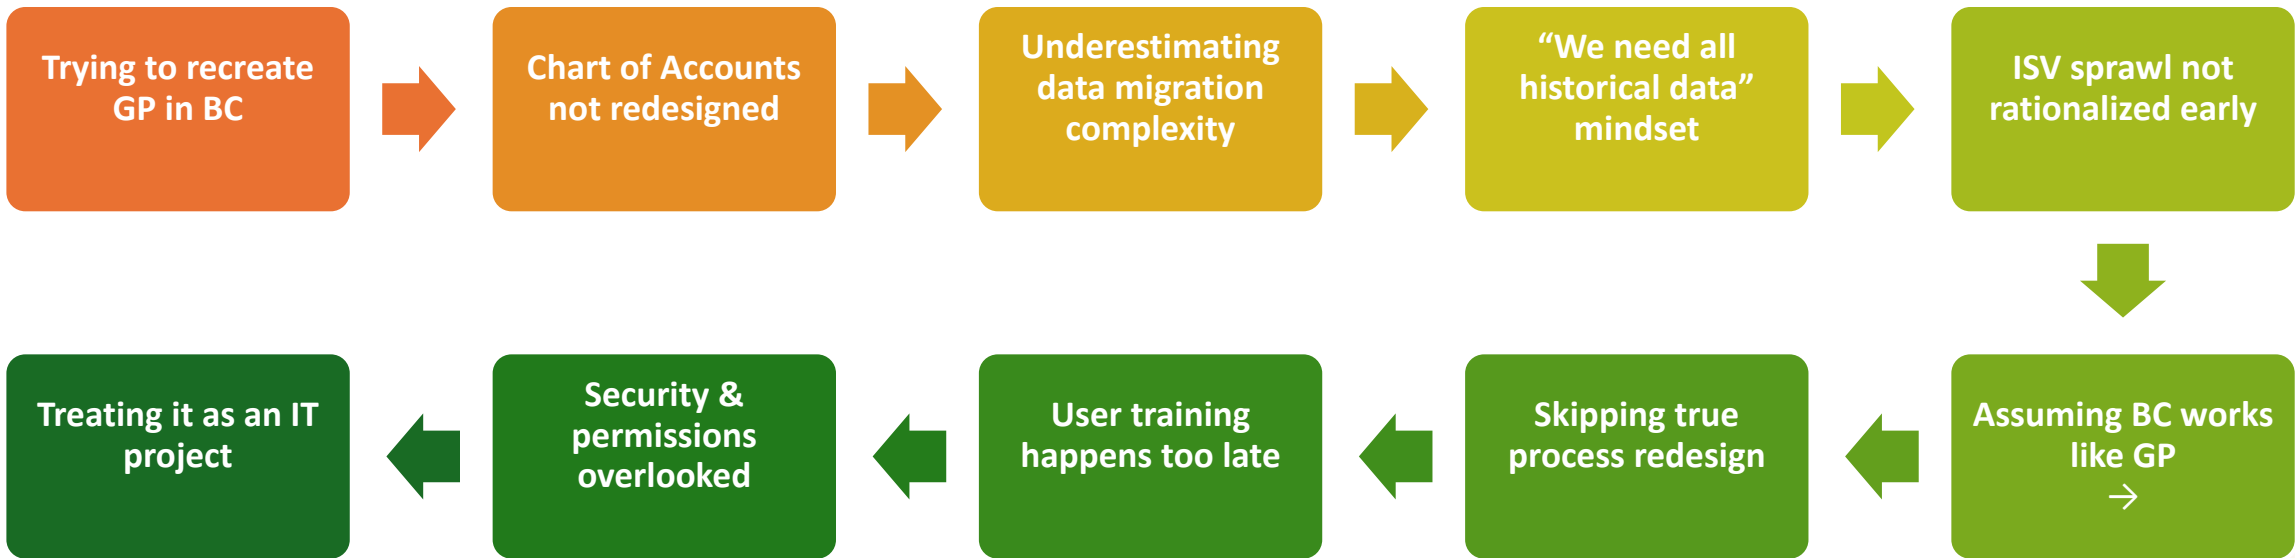 Trying to recreate
GP in BC
Chart of Accounts
not redesigned
Underestimating
data migration
complexity
“We need all
historical data”
mindset
ISV sprawl not
rationalized early
Assuming BC works
like GP
→
Skipping true
process redesign
User training
happens too late
Security &
permissions
overlooked
Treating it as an IT
project